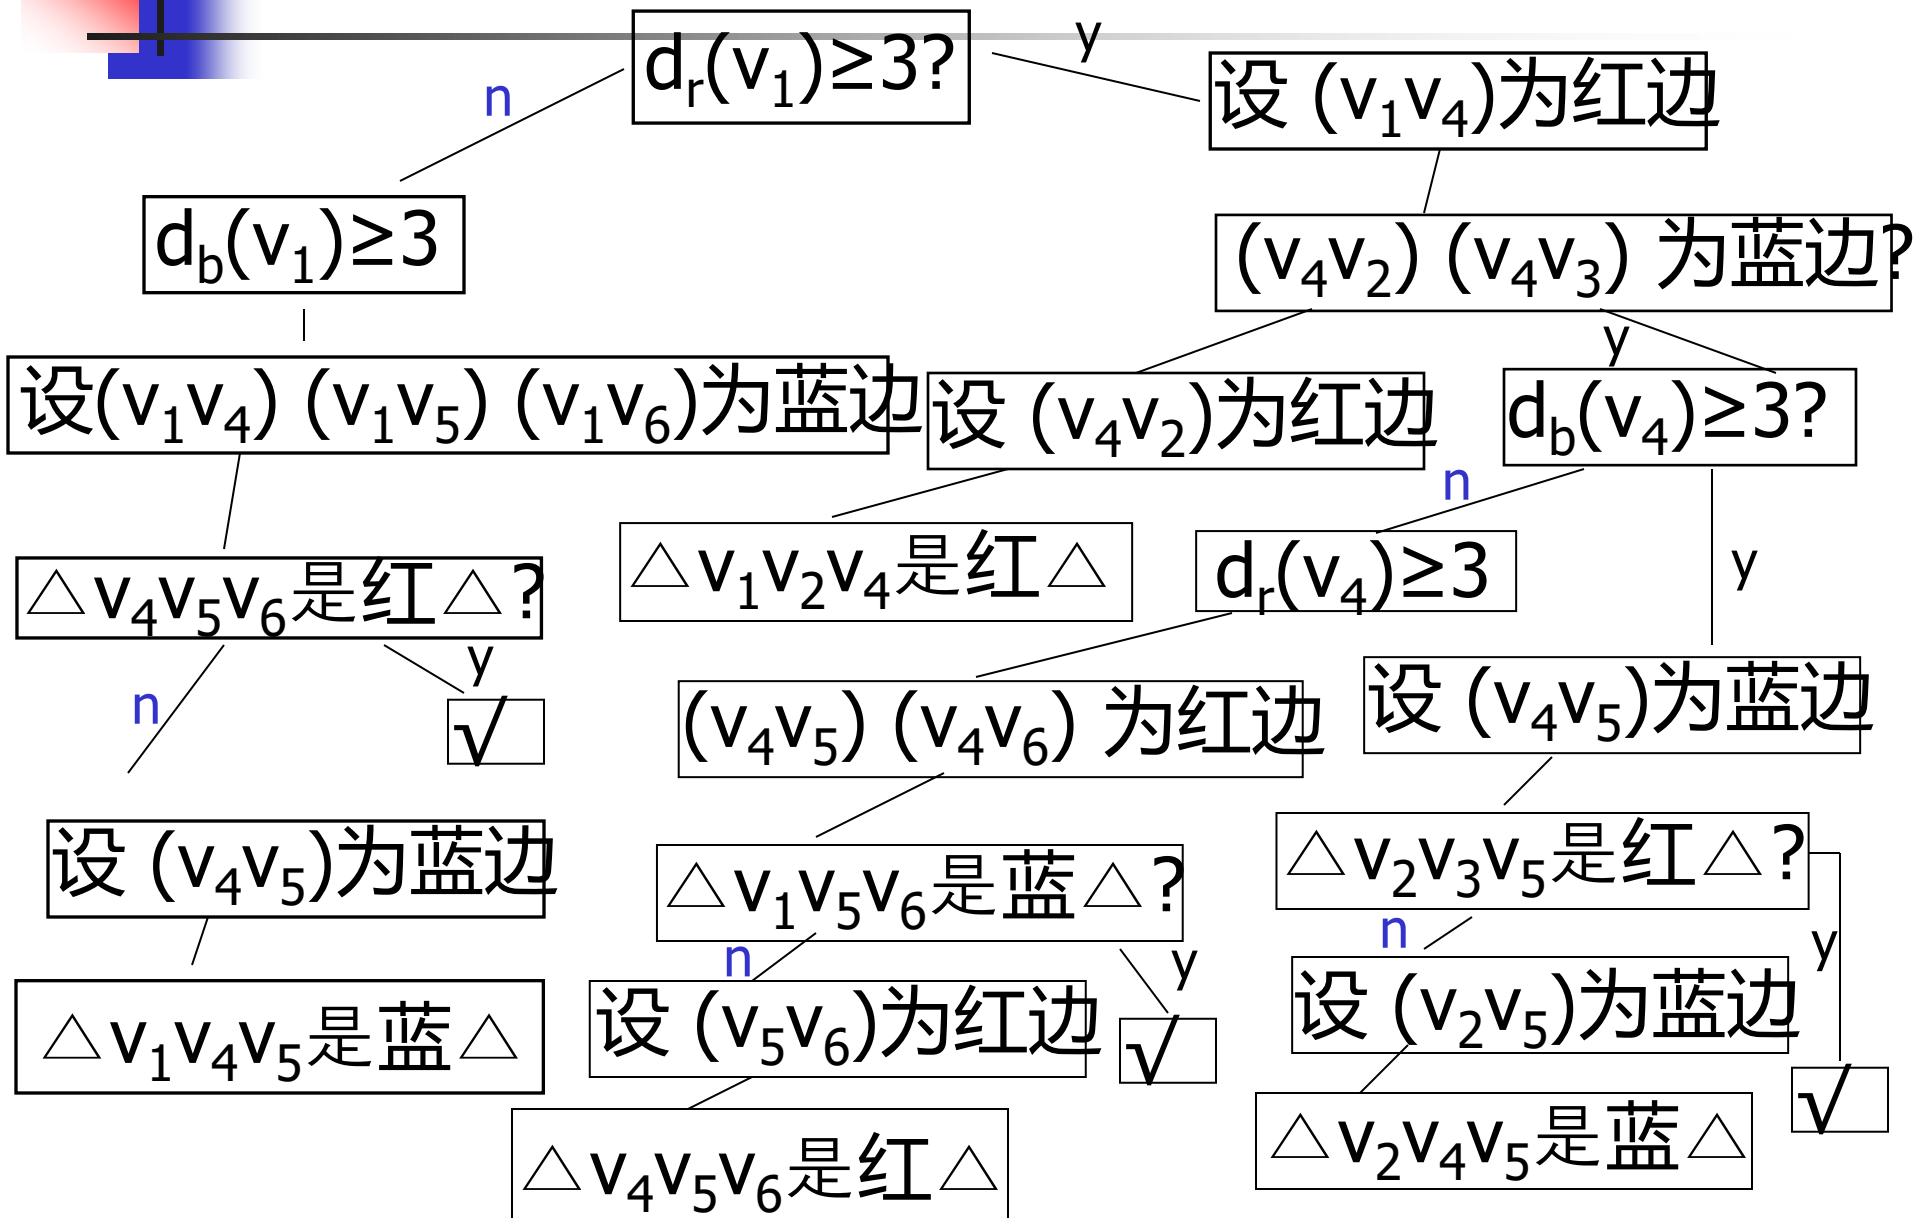 dr(v1)≥3?
y
n
设 (v1v4)为红边
db(v1)≥3
(v4v2) (v4v3) 为蓝边?
y
设(v1v4) (v1v5) (v1v6)为蓝边
设 (v4v2)为红边
db(v4)≥3?
n
y
△v4v5v6是红△?
△v1v2v4是红△
dr(v4)≥3
y
n
√
(v4v5) (v4v6) 为红边
设 (v4v5)为蓝边
设 (v4v5)为蓝边
△v1v5v6是蓝△?
△v2v3v5是红△?
n
y
n
y
△v1v4v5是蓝△
设 (v5v6)为红边
√
设 (v2v5)为蓝边
√
△v4v5v6是红△
△v2v4v5是蓝△